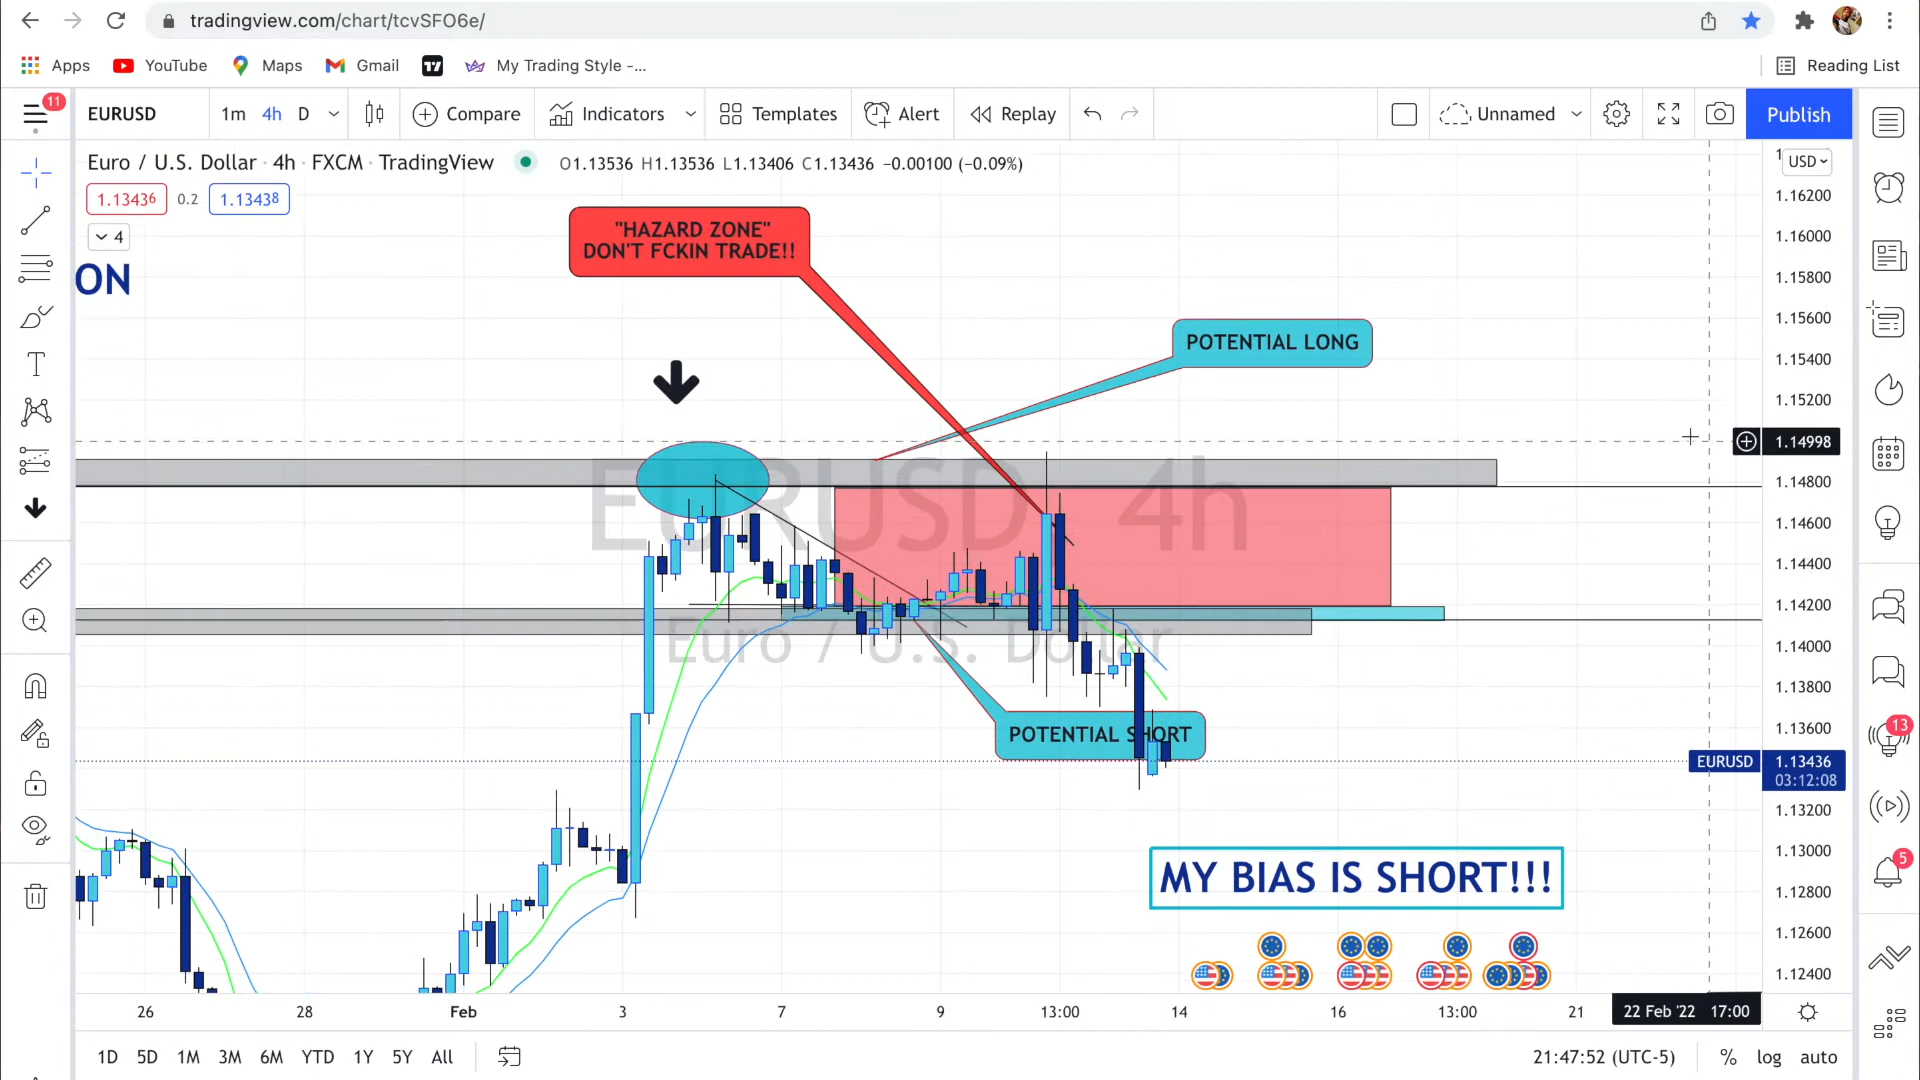 tradingview.com/chart/tcvSFO6e/
Apps YouTube Maps Gmail My Trading Style -... Reading List
11 EURUSD 1m 4h D Compare Indicators Templates Alert Replay Unnamed Publish
Euro / U.S. Dollar · 4h · FXCM · TradingView O1.13536 H1.13536 L1.13406 C1.13436 −0.00100 (−0.09%)
USD
1.13436 0.2 1.13438
4
ON
"HAZARD ZONE"
DON'T FCKIN TRADE!!
POTENTIAL LONG
EURUSD 4h
Euro / U.S. Dollar
POTENTIAL SHORT
MY BIAS IS SHORT!!!
1.16200
1.16000
1.15800
1.15600
1.15400
1.15200
1.14998
1.14800
1.14600
1.14400
1.14200
1.14000
1.13800
1.13600
EURUSD 1.13436
03:12:08
1.13200
1.13000
1.12800
1.12600
1.12400
13
5
26 28 Feb 3 7 9 13:00 14 16 13:00 21 22 Feb '22 17:00
1D 5D 1M 3M 6M YTD 1Y 5Y All 21:47:52 (UTC-5) % log auto